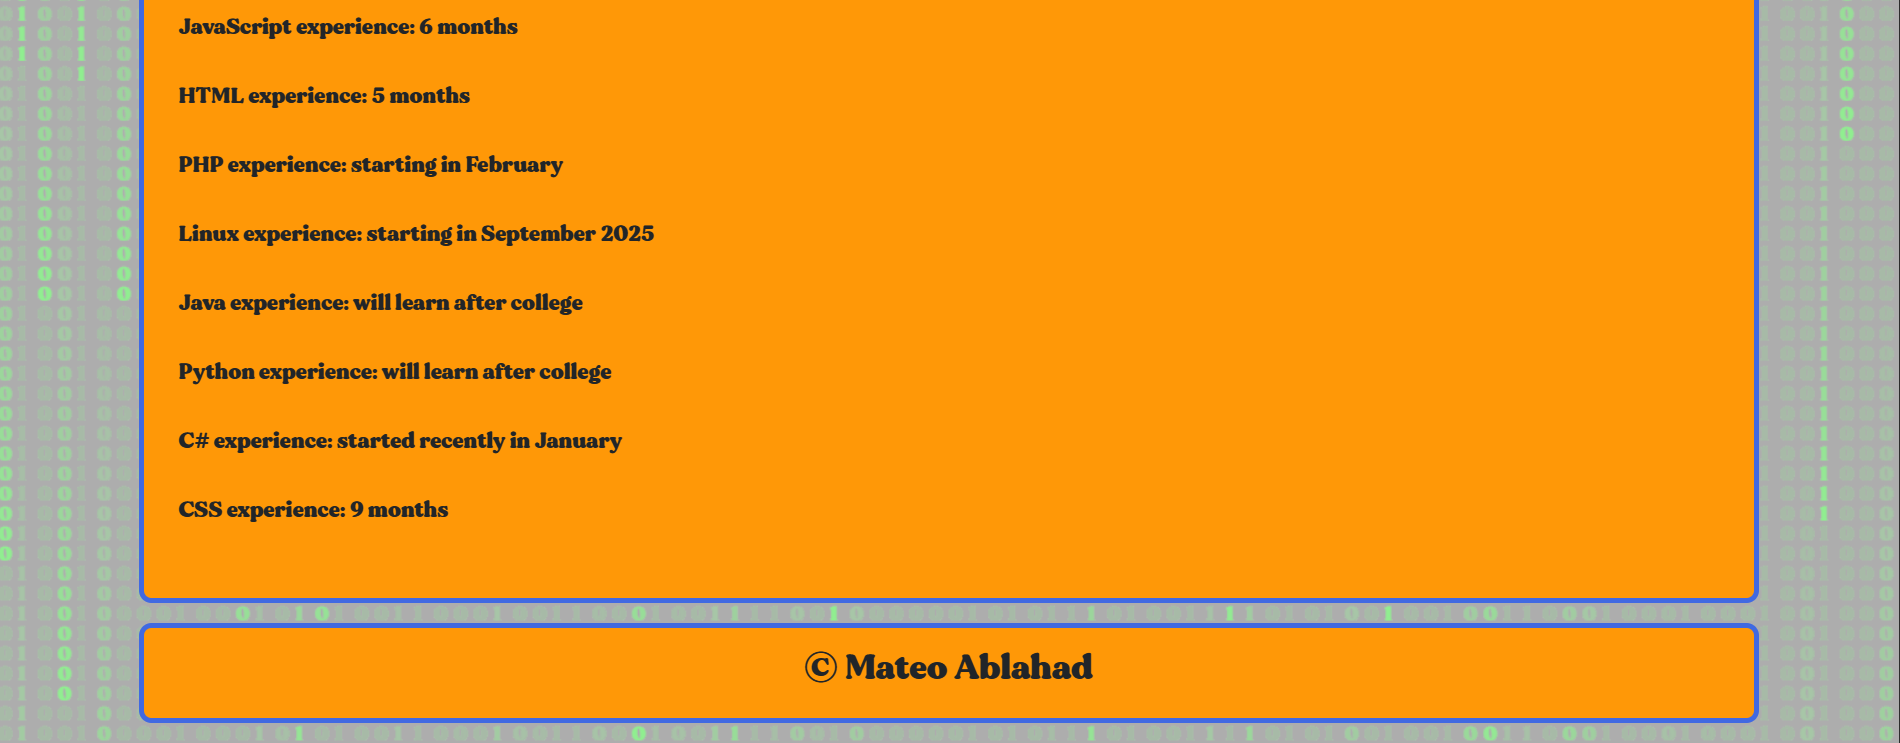 JavaScript experience: 6 months
HTML experience: 5 months
PHP experience: starting in February
Linux experience: starting in September 2025
Java experience: will learn after college
Python experience: will learn after college
C# experience: started recently in January
CSS experience: 9 months
© Mateo Ablahad